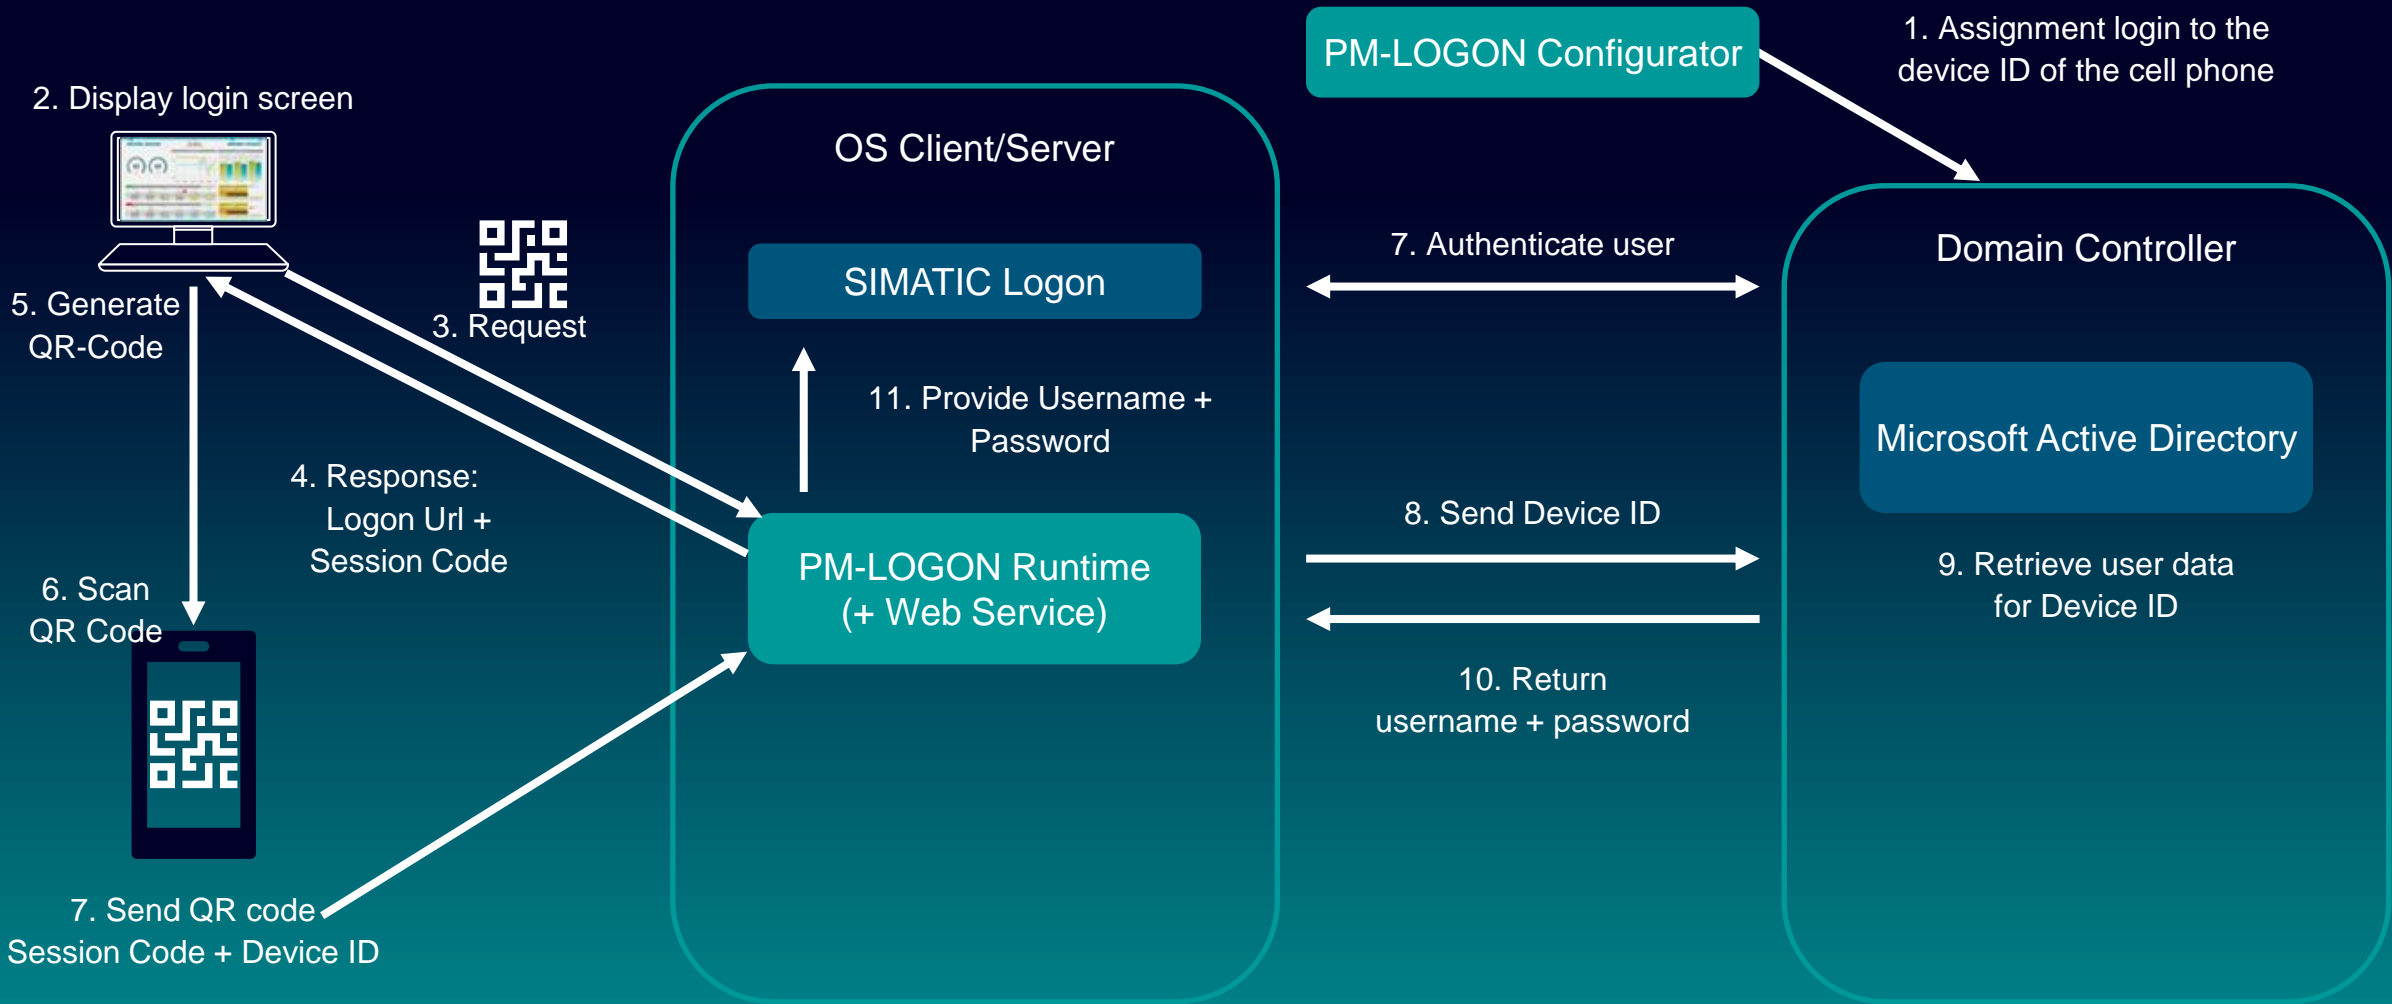 PM-LOGON Configurator
1. Assignment login to the
device ID of the cell phone
2. Display login screen
OS Client/Server
7. Authenticate user
Domain Controller
SIMATIC Logon
5. Generate
QR-Code
3. Request
11. Provide Username +
Password
Microsoft Active Directory
4. Response:
Logon Url +
Session Code
8. Send Device ID
PM-LOGON Runtime
(+ Web Service)
9. Retrieve user data
for Device ID
6. Scan
QR Code
10. Return
username + password
7. Send QR code
Session Code + Device ID